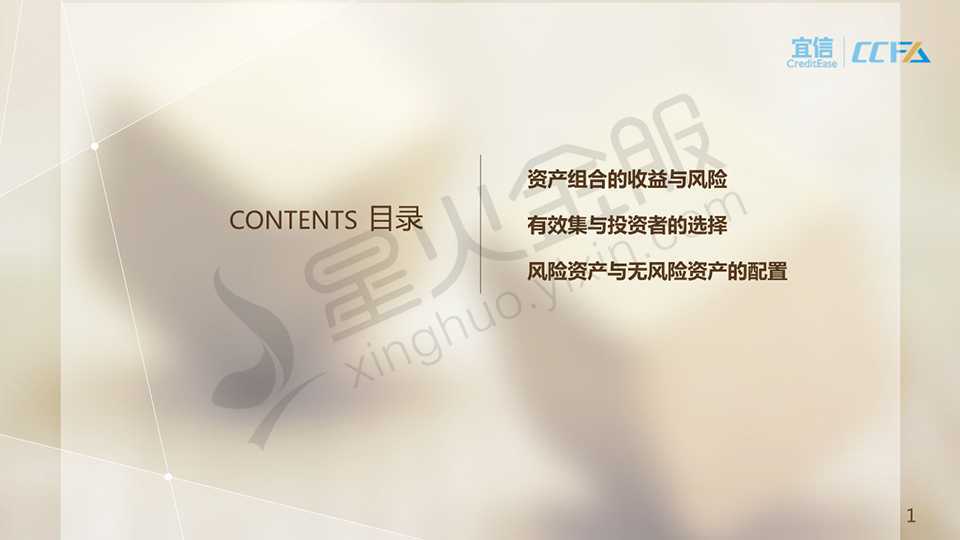 宜信
CreditEase
CCFA
资产组合的收益与风险
CONTENTS 目录
有效集与投资者的选择
风险资产与无风险资产的配置
星火金服
xinghuo.yixin.com
1